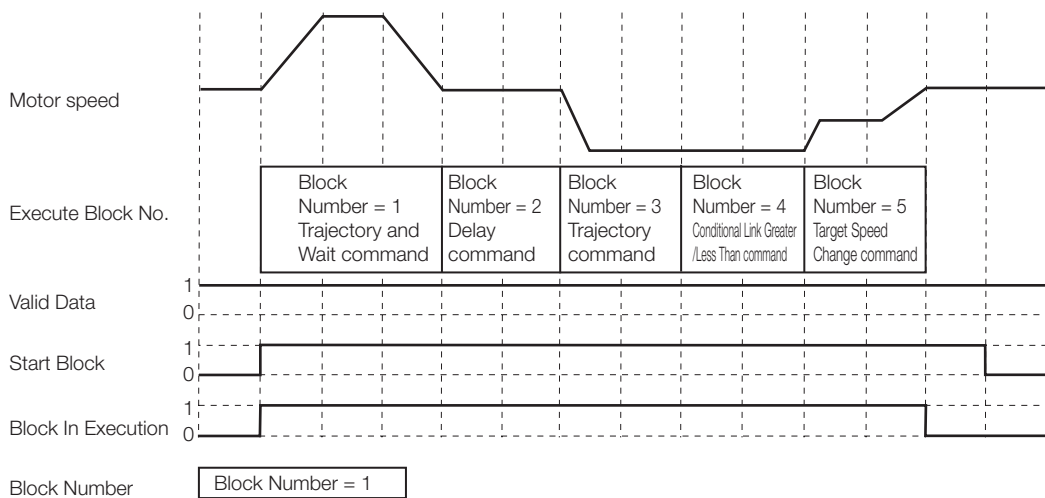 Motor speed
Execute Block No.
Block
Number = 1
Trajectory and
Wait command
Block
Number = 2
Delay
command
Block
Number = 3
Trajectory
command
Block
Number = 4
Conditional Link Greater
/Less Than command
Block
Number = 5
Target Speed
Change command
Valid Data
1
0
Start Block
1
0
Block In Execution
1
0
Block Number
Block Number = 1